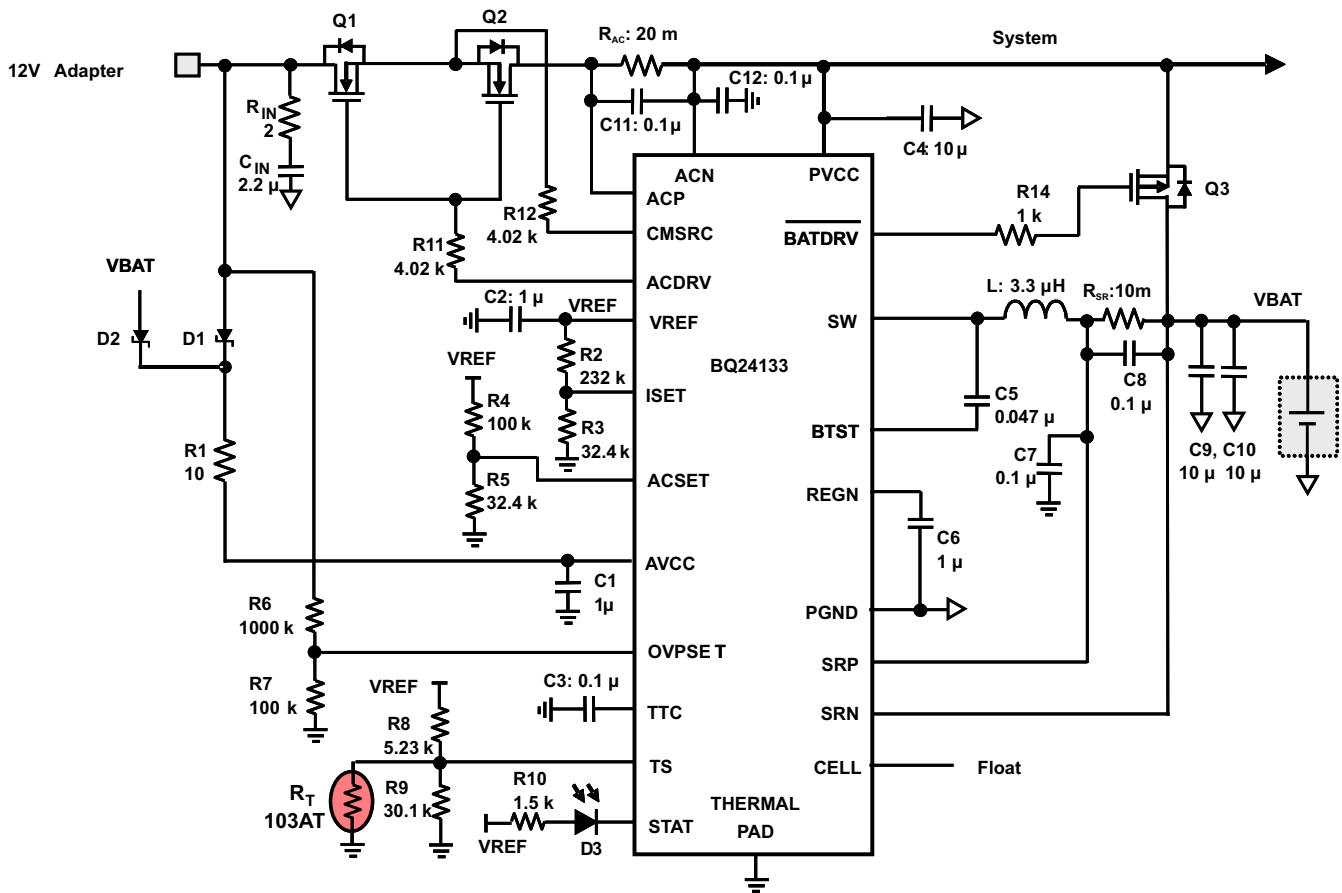 Q1
Q2
R AC: 20 m
System
12V Adapter
C12: 0.1 µ
R IN
2
C11: 0.1 µ
C4: 10 µ
C IN
2.2 µ
ACN
PVCC
ACP
R12
4.02 k
CMSRC
BATDRV
R14
1 k
Q3
R11
4.02 k
ACDRV
VBAT
C2: 1 µ
VREF
VREF
SW
L: 3.3 µH
R SR:10m
VBAT
D2
D1
VREF
R2
232 k
BQ24133
ISET
R4
100 k
C5
0.047 µ
C8
0.1 µ
R3
32.4 k
BTST
R1
10
C7
0.1 µ
C9, C10
10 µ 10 µ
R5
32.4 k
ACSET
REGN
C6
1 µ
AVCC
C1
1µ
R6
1000 k
PGND
OVPSE T
SRP
R7
100 k
VREF
C3: 0.1 µ
TTC
SRN
R8
5.23 k
TS
CELL
Float
R T
103AT
R9
30.1 k
R10
1.5 k
THERMAL
PAD
STAT
VREF
D3